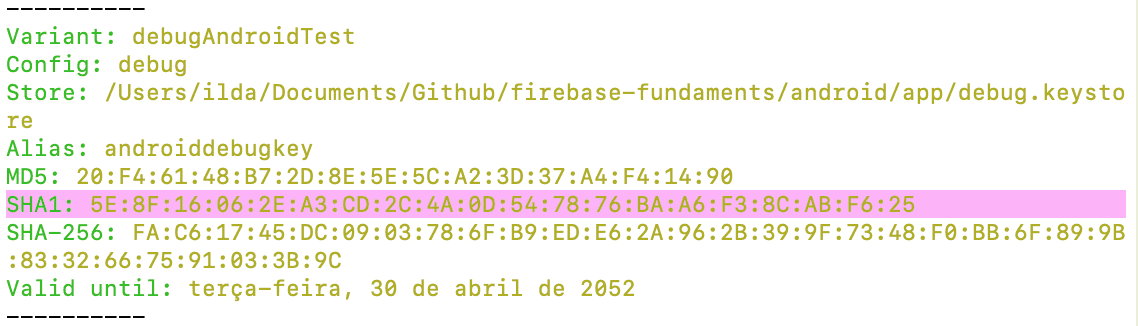 ----------
Variant: debugAndroidTest
Config: debug
Store: /Users/ilda/Documents/Github/firebase-fundaments/android/app/debug.keysto
re
Alias: androiddebugkey
MD5: 20:F4:61:48:B7:2D:8E:5E:5C:A2:3D:37:A4:F4:14:90
SHA1: 5E:8F:16:06:2E:A3:CD:2C:4A:0D:54:78:76:BA:A6:F3:8C:AB:F6:25
SHA-256: FA:C6:17:45:DC:09:03:78:6F:B9:ED:E6:2A:96:2B:39:9F:73:48:F0:BB:6F:89:9B
:83:32:66:75:91:03:3B:9C
Valid until: terça-feira, 30 de abril de 2052
----------